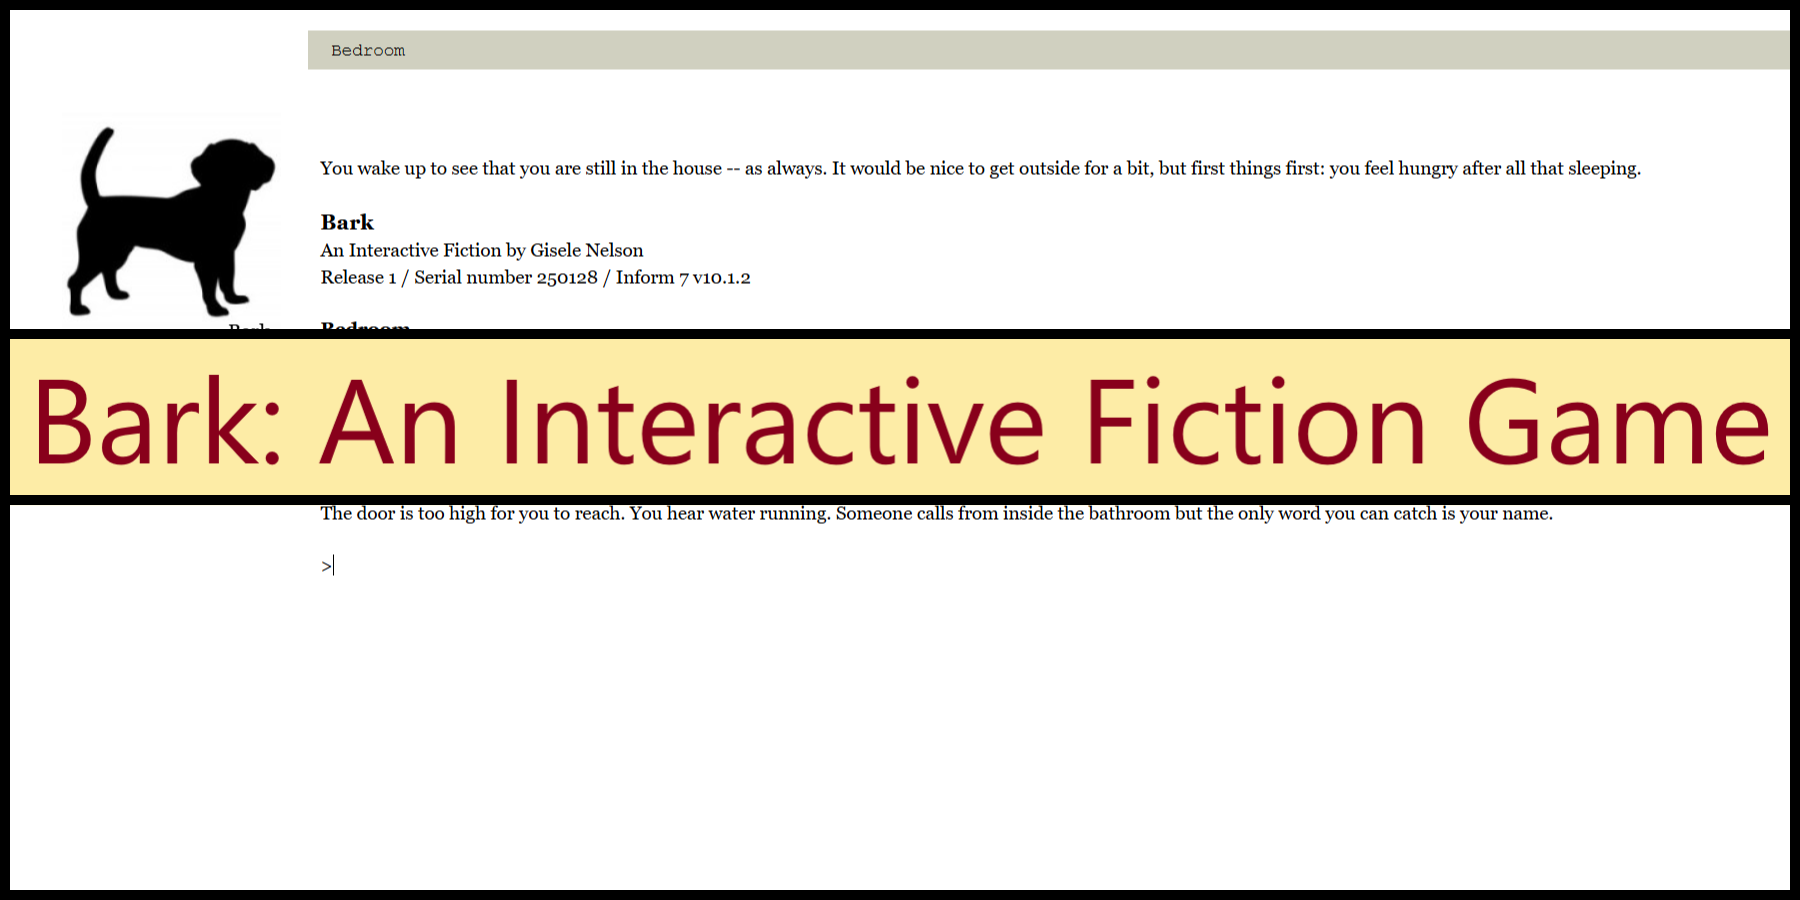 Bedroom
You wake up to see that you are still in the house -- as always. It would be nice to get outside for a bit, but first things first: you feel hungry after all that sleeping.
Bark
An Interactive Fiction by Gisele Nelson
Release 1 / Serial number 250128 / Inform 7 v10.1.2
Bark
Bedroom
Bark: An Interactive Fiction Game
The door is too high for you to reach. You hear water running. Someone calls from inside the bathroom but the only word you can catch is your name.
>